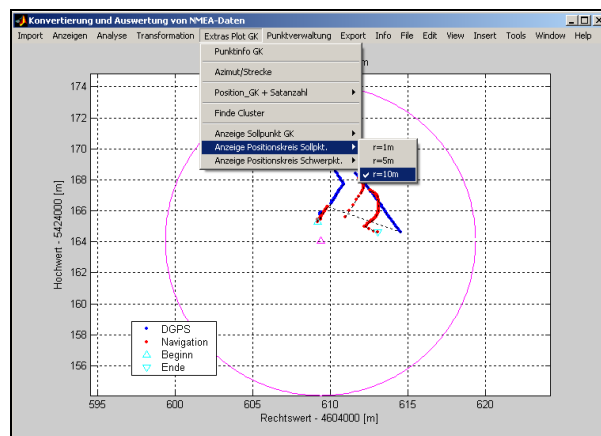 Konvertierung und Auswertung von NMEA-Daten
Import Anzeigen Analyse Transformation Extras Plot GK Punktverwaltung Export Info File Edit View Insert Tools Window Help
Punktinfo GK
Azimut/Strecke
Position_GK + Satanzahl
Finde Cluster
Anzeige Sollpunkt GK
Anzeige Positionskreis Sollpkt.
Anzeige Positionskreis Schwerpkt.
r=1m
r=5m
r=10m
174
172
170
168
166
164
162
160
158
156
Hochwert - 5424000 [m]
DGPS
Navigation
Beginn
Ende
595 600 605 610 615 620
Rechtswert - 4604000 [m]